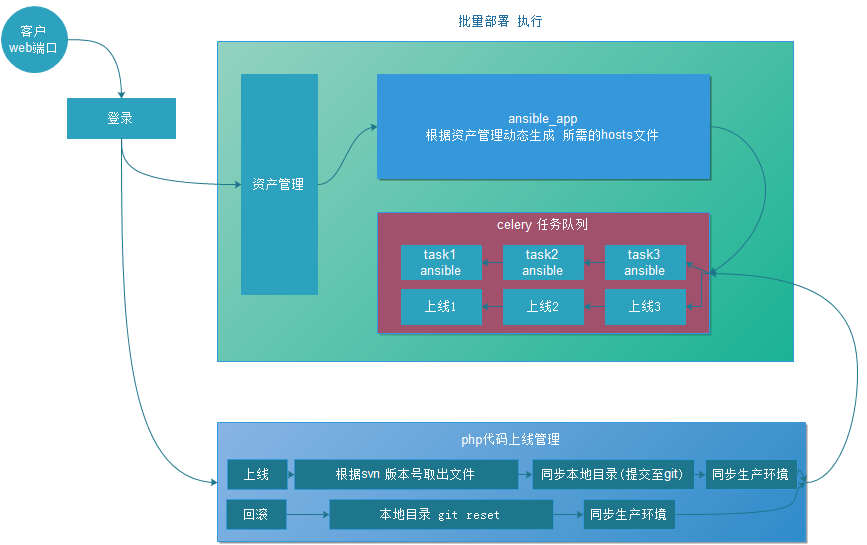 客户
web端口
登录
批量部署 执行
资产管理
ansible_app
根据资产管理动态生成 所需的hosts文件
celery 任务队列
task1
ansible
task2
ansible
task3
ansible
上线1
上线2
上线3
php代码上线管理
上线
根据svn 版本号取出文件
同步本地目录(提交至git)
同步生产环境
回滚
本地目录 git reset
同步生产环境